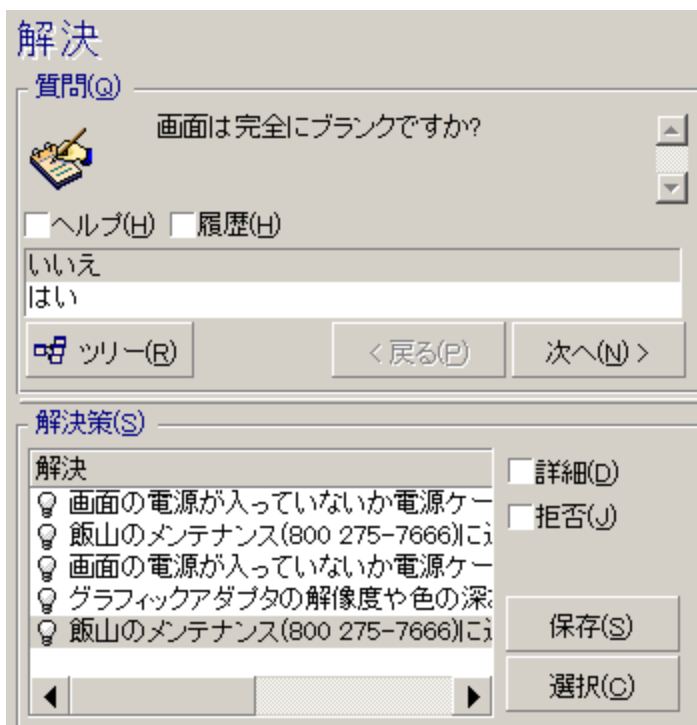 解決
質問(Q)
画面は完全にブランクですか?
ヘルプ(H) 履歴(H)
いいえ
はい
ツリー(R) < 戻る(P) 次へ(N) >
解決策(S)
解決
画面の電源が入っていないか電源ケー
飯山のメンテナンス(800 275-7666)に
画面の電源が入っていないか電源ケー
グラフィックアダプタの解像度や色の深
飯山のメンテナンス(800 275-7666)に
詳細(D)
拒否(J)
保存(S)
選択(C)